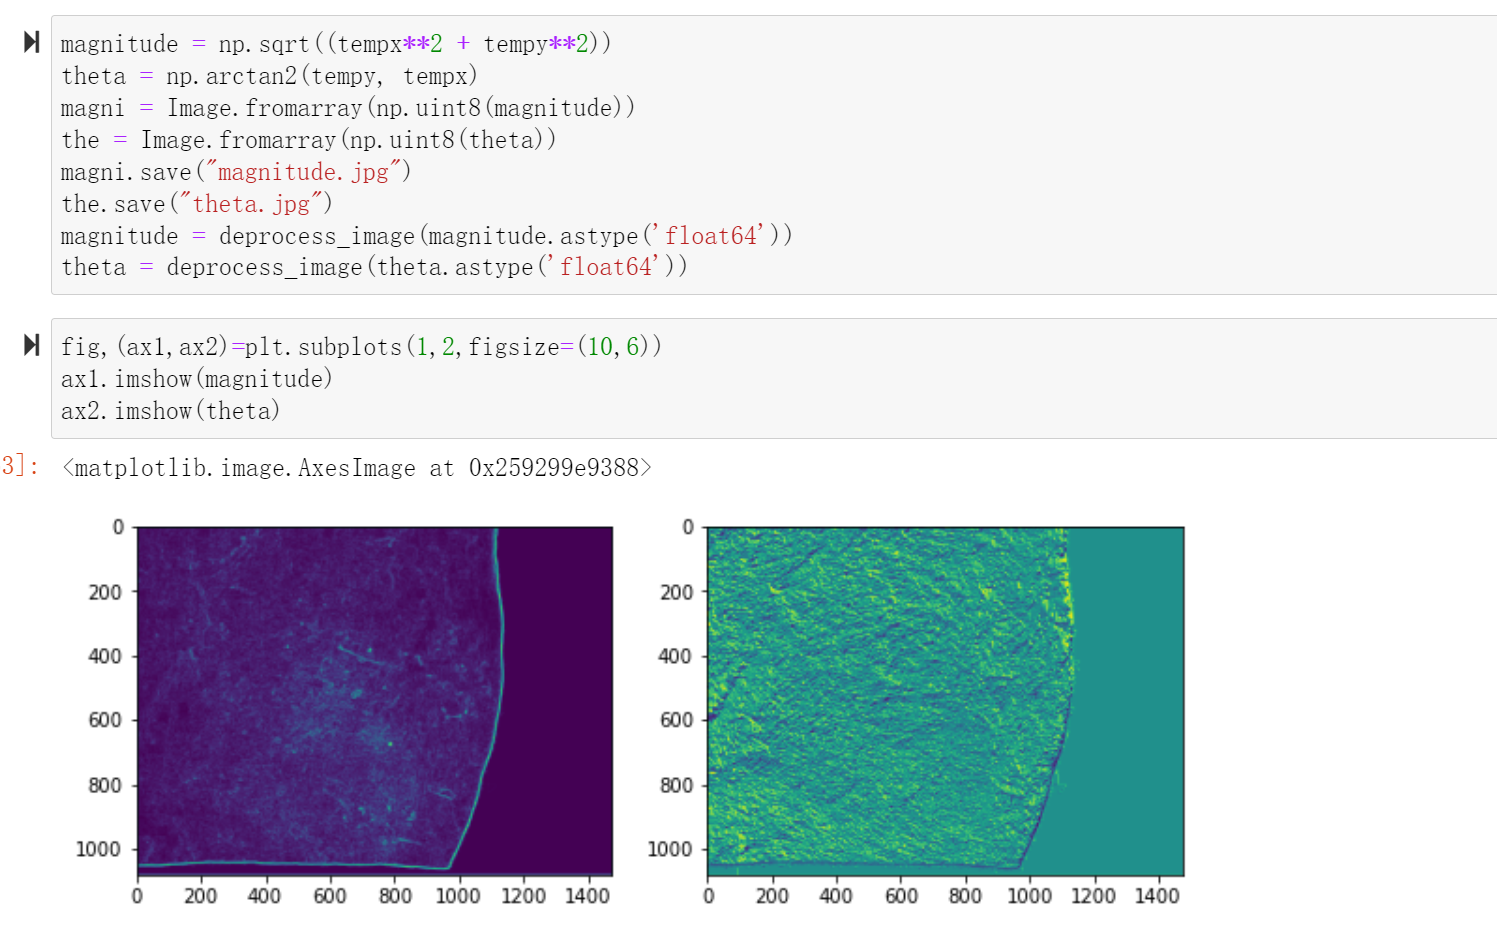 magnitude = np.sqrt((tempx**2 + tempy**2))
theta = np.arctan2(tempy, tempx)
magni = Image.fromarray(np.uint8(magnitude))
the = Image.fromarray(np.uint8(theta))
magni.save("magnitude.jpg")
the.save("theta.jpg")
magnitude = deprocess_image(magnitude.astype('float64'))
theta = deprocess_image(theta.astype('float64'))
fig,(ax1,ax2)=plt.subplots(1,2,figsize=(10,6))
ax1.imshow(magnitude)
ax2.imshow(theta)
3]: <matplotlib.image.AxesImage at 0x259299e9388>
0
200
400
600
800
1000
0 200 400 600 800 1000 1200 1400
0
200
400
600
800
1000
0 200 400 600 800 1000 1200 1400